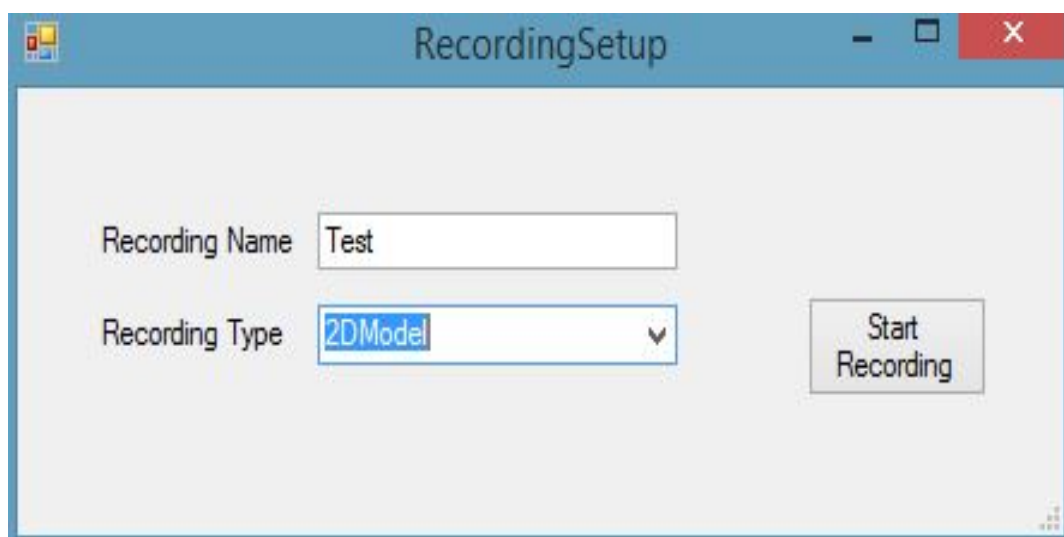 RecordingSetup
Recording Name
Test
Recording Type
2DModel
Start
Recording